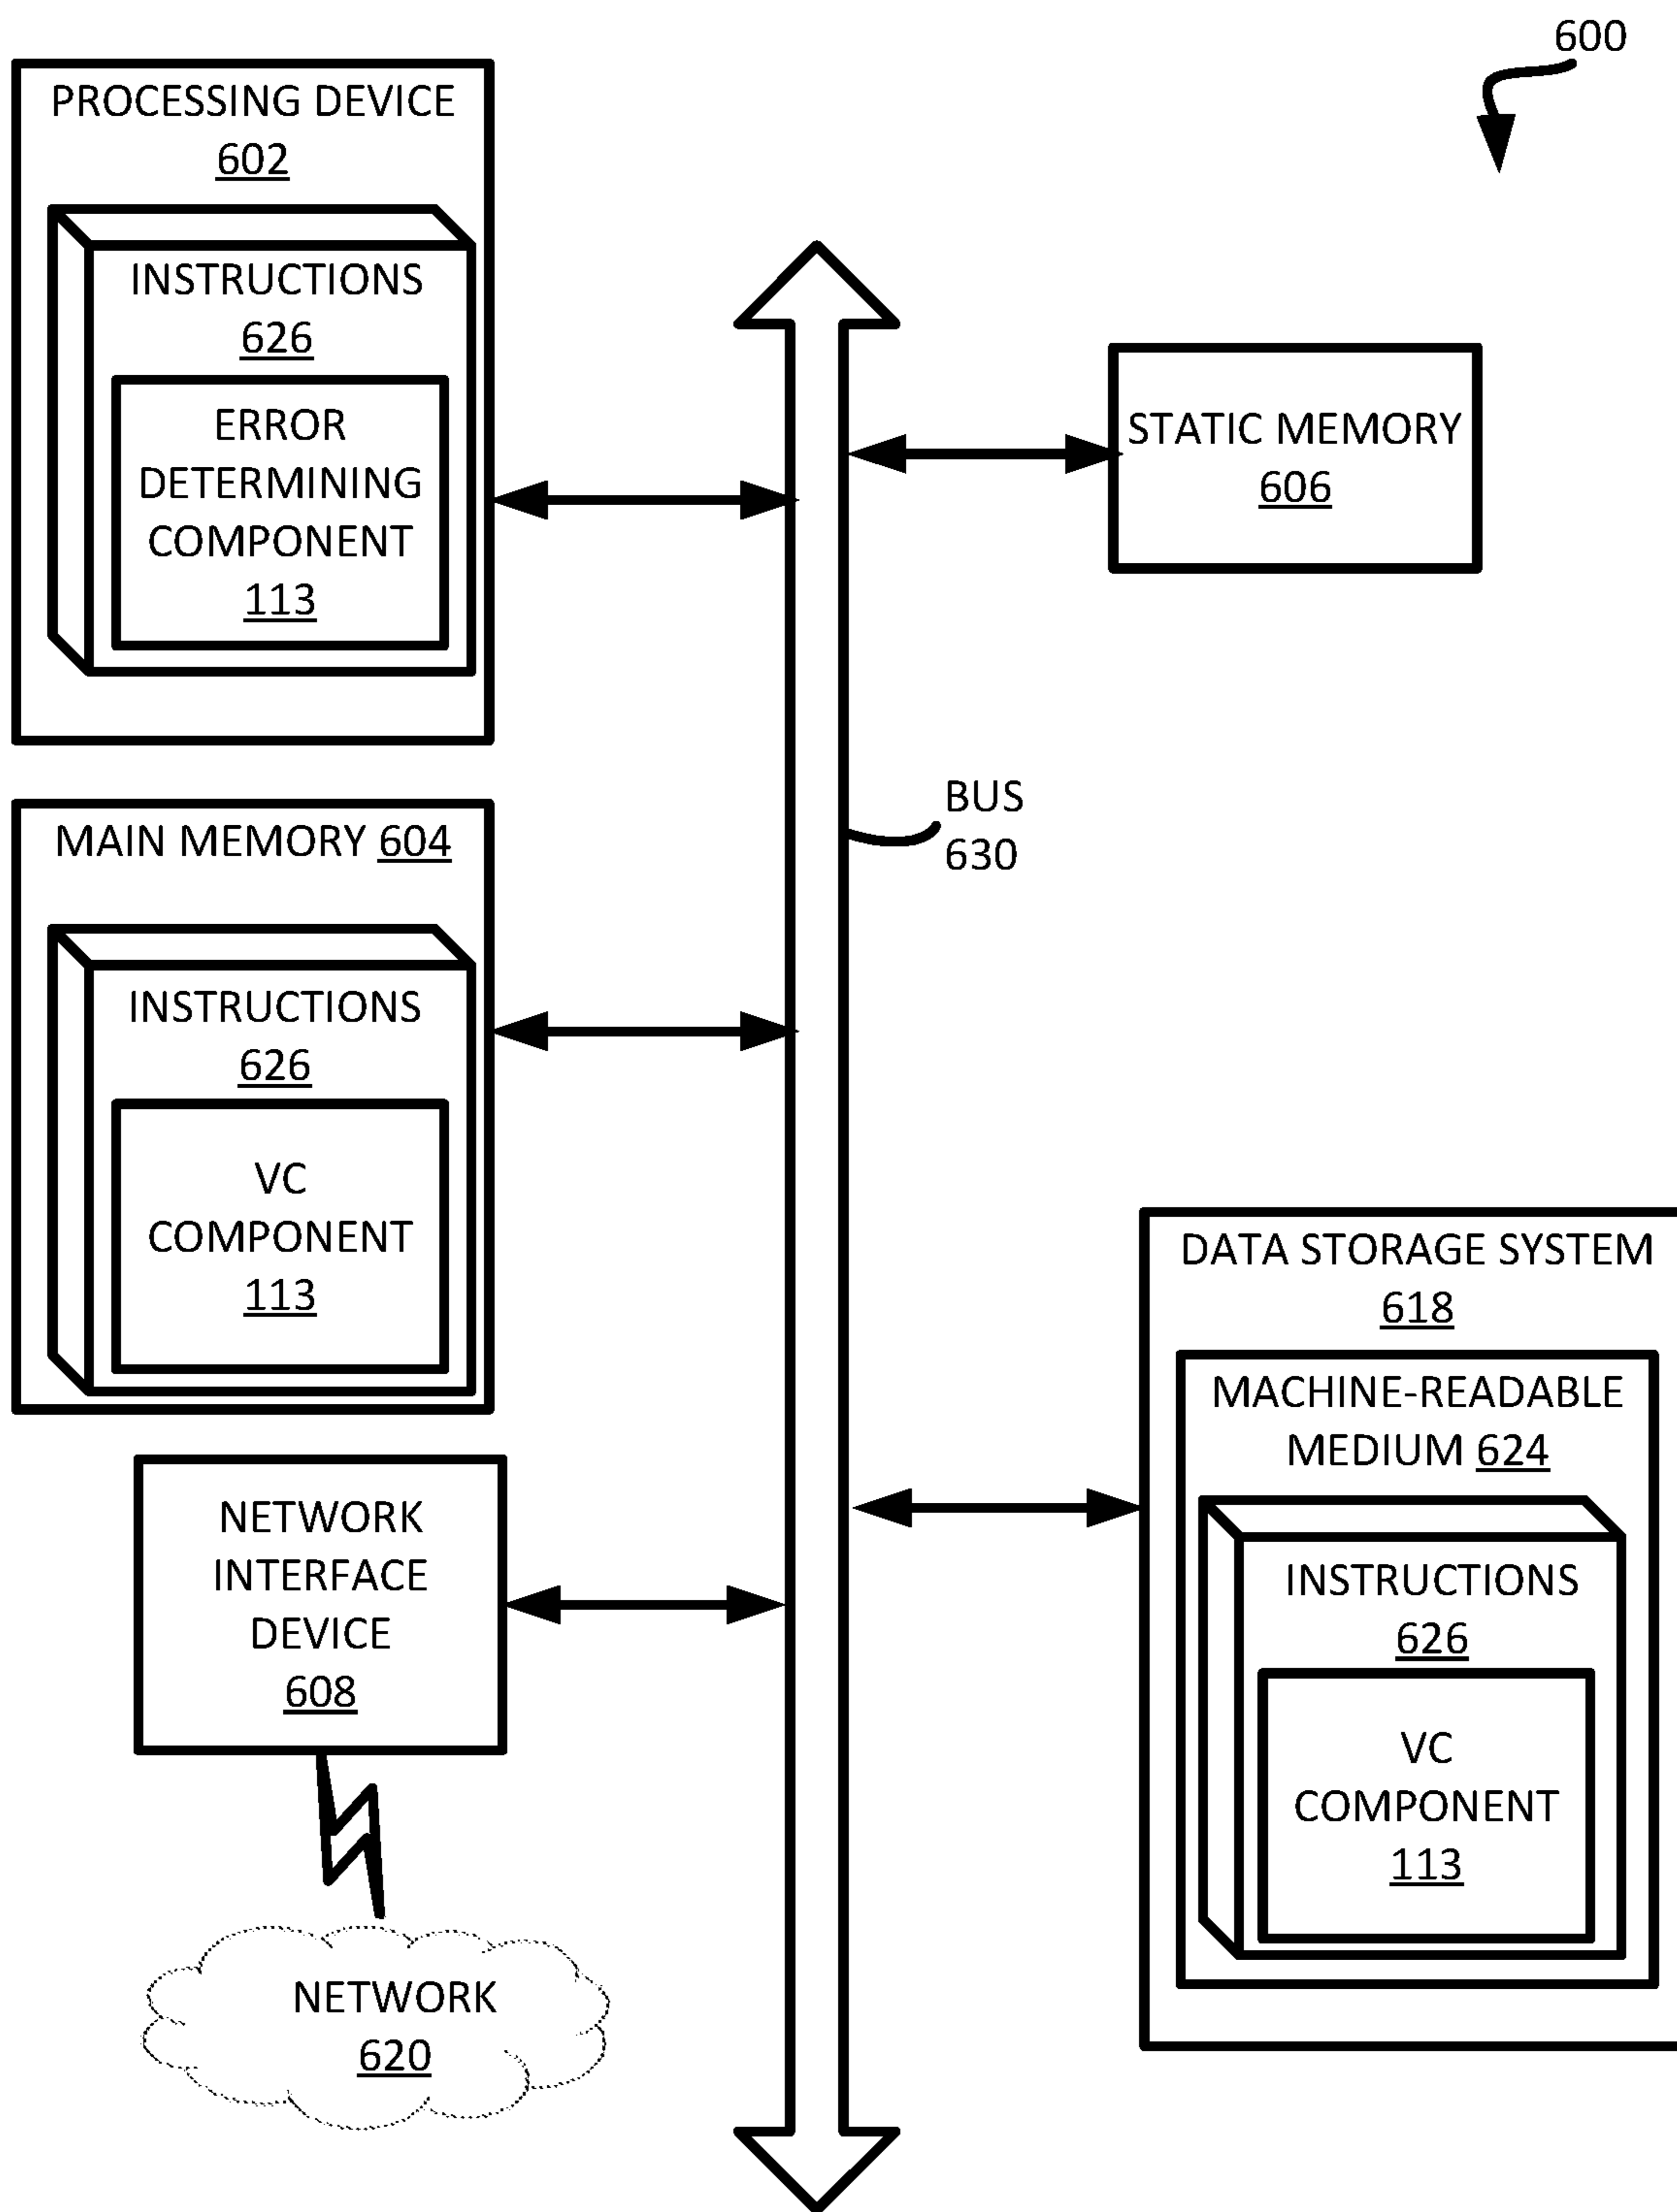 600
PROCESSING DEVICE
602
INSTRUCTIONS
626
ERROR
DETERMINING
COMPONENT
113
STATIC MEMORY
606
BUS
630
MAIN MEMORY 604
INSTRUCTIONS
626
VC
COMPONENT
113
DATA STORAGE SYSTEM
618
MACHINE-READABLE
MEDIUM 624
INSTRUCTIONS
626
VC
COMPONENT
113
NETWORK
INTERFACE
DEVICE
608
NETWORK
620